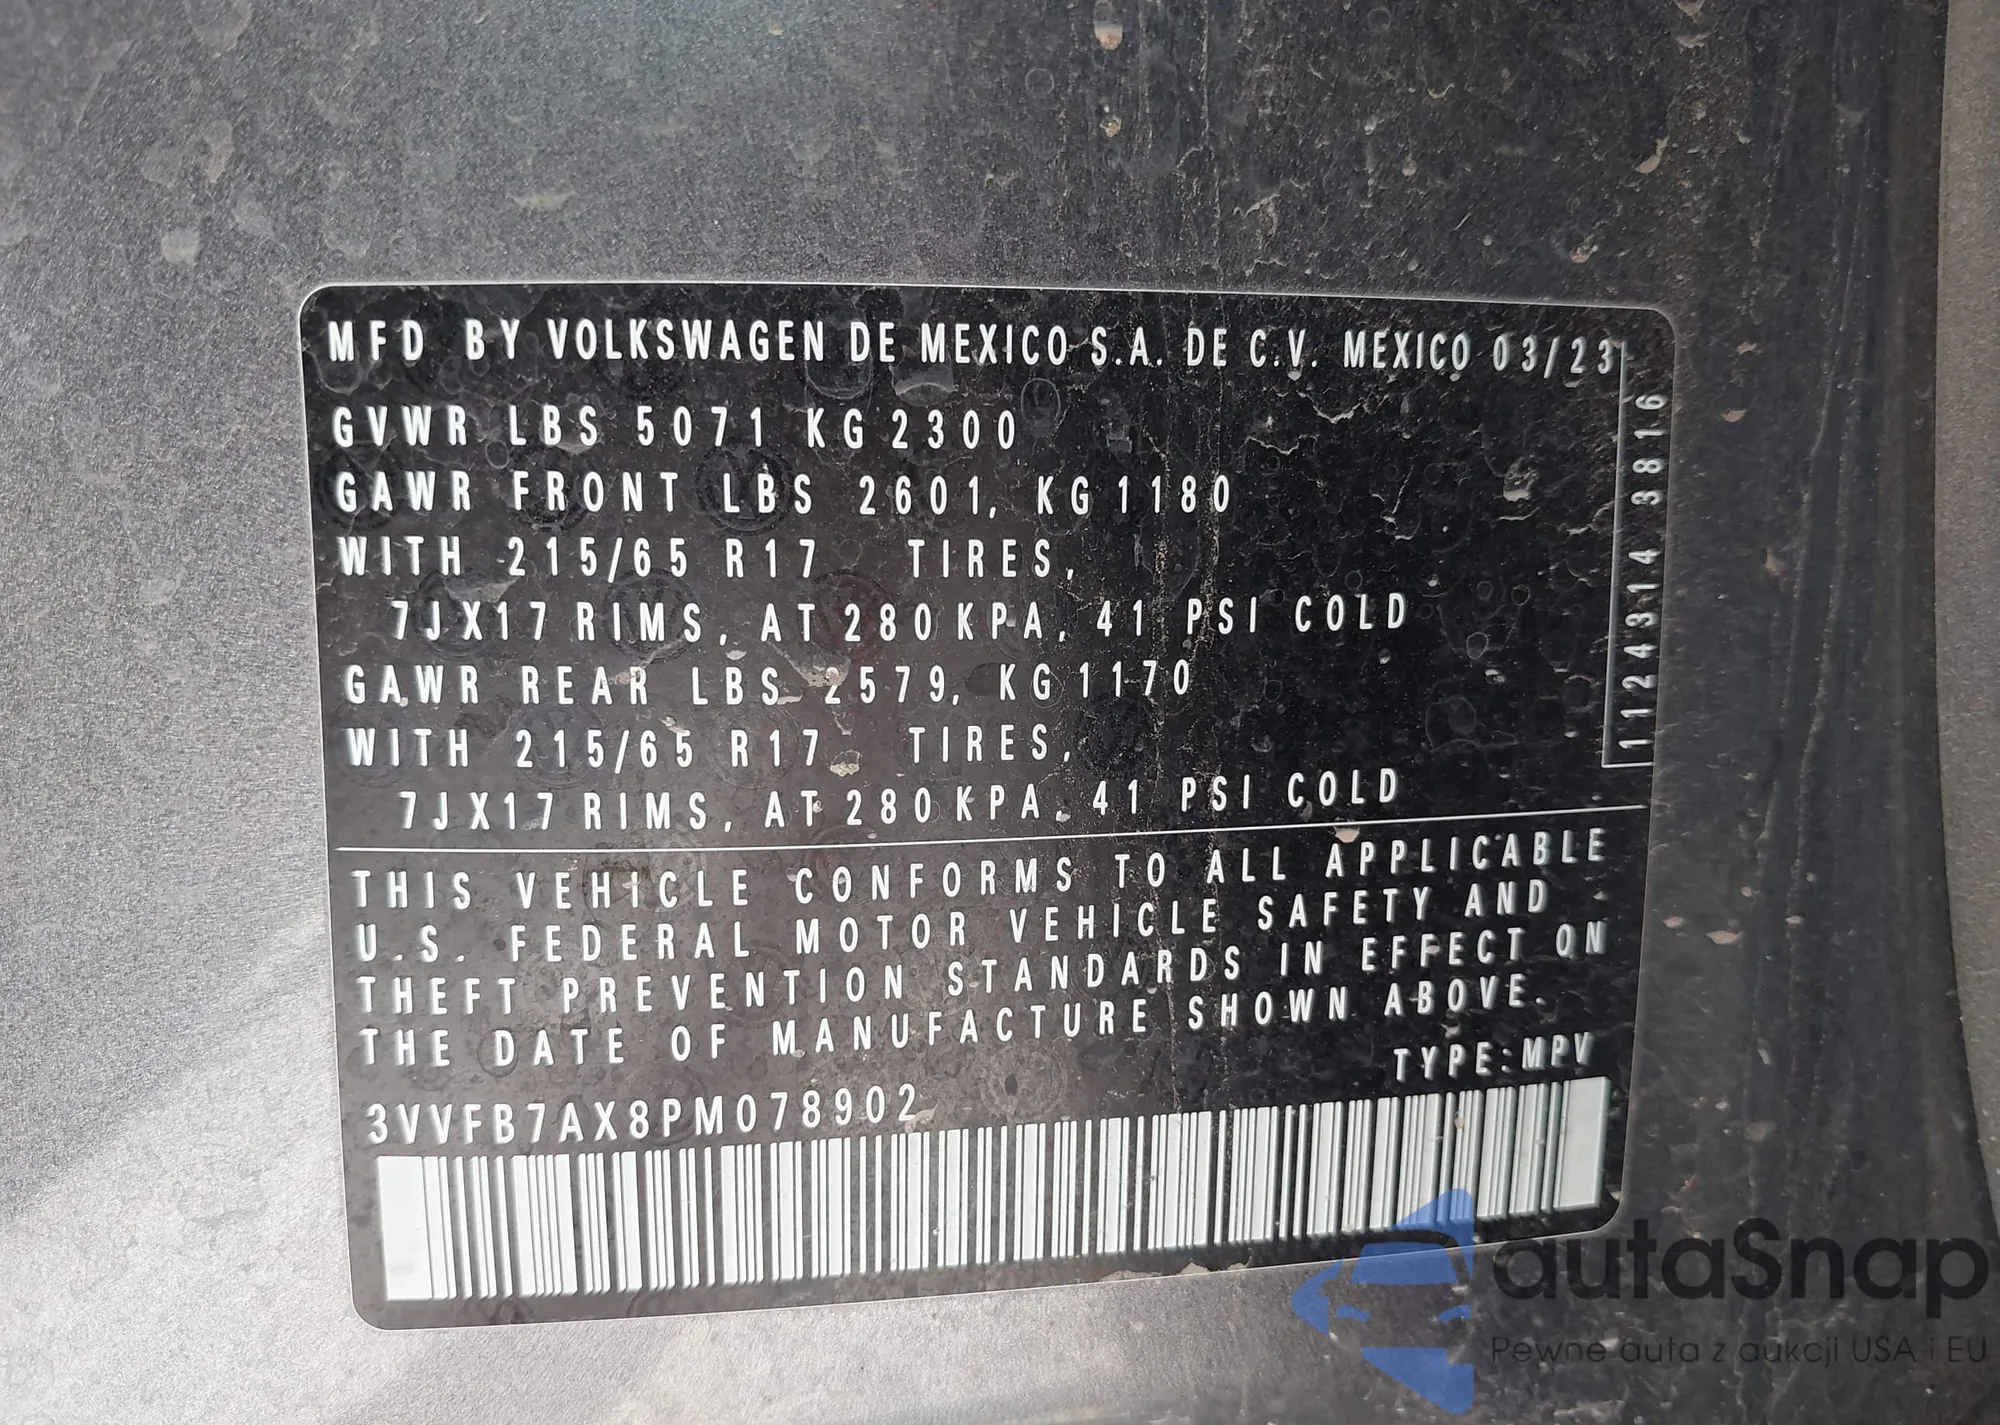 MFD BY VOLKSWAGEN DE MEXICO S.A. DE C.V. MEXICO 03/23
GVWR LBS 5071 KG 2300
GAWR FRONT LBS 2601, KG 1180
WITH 215/65 R17 TIRES,
7JX17 RIMS, AT 280 KPA, 41 PSI COLD
GAWR REAR LBS 2579, KG 1170
WITH 215/65 R17 TIRES,
7JX17 RIMS, AT 280 KPA, 41 PSI COLD
1124314 3816
THIS VEHICLE CONFORMS TO ALL APPLICABLE
U.S. FEDERAL MOTOR VEHICLE SAFETY AND
THEFT PREVENTION STANDARDS IN EFFECT ON
THE DATE OF MANUFACTURE SHOWN ABOVE.
TYPE:MPV
3VVFB7AX8PM078902
autaSnap
Pewne auta z aukcji USA i EU